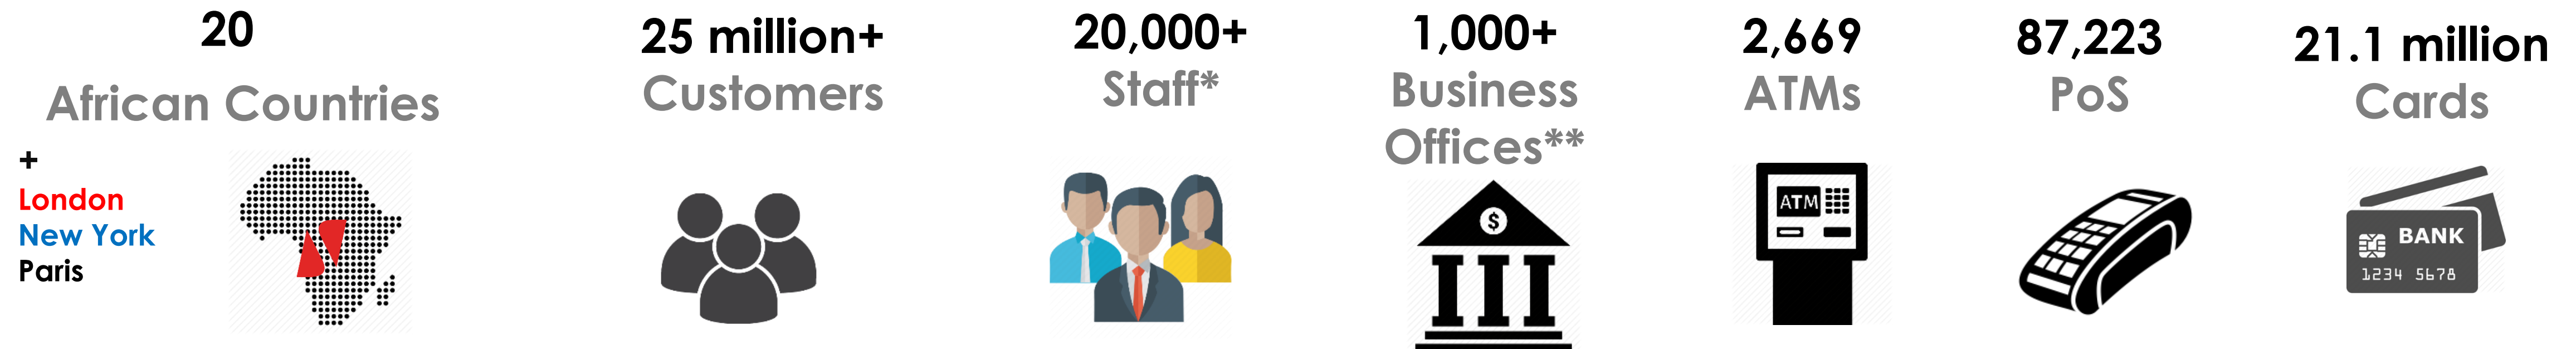 20
African Countries
+
London
New York
Paris
25 million+
Customers
20,000+
Staff*
1,000+
Business
Offices**
$
2,669
ATMs
ATM
87,223
PoS
21.1 million
Cards
BANK
1234 5678